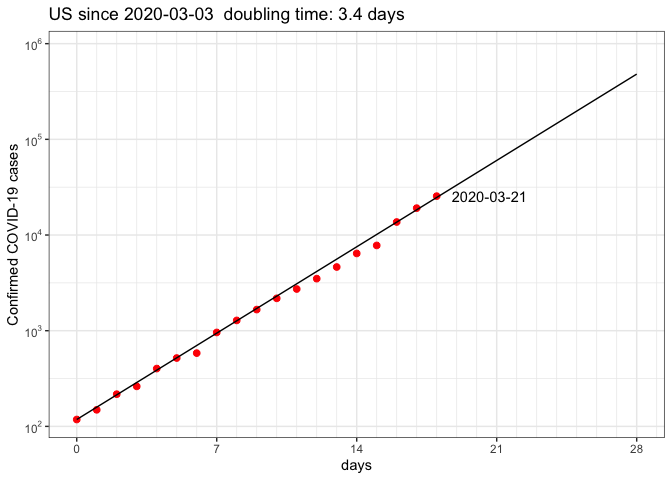 US since 2020-03-03  doubling time: 3.4 days
Confirmed COVID-19 cases
10^6
10^5
10^4
10^3
10^2
2020-03-21
0 7 14 21 28
days